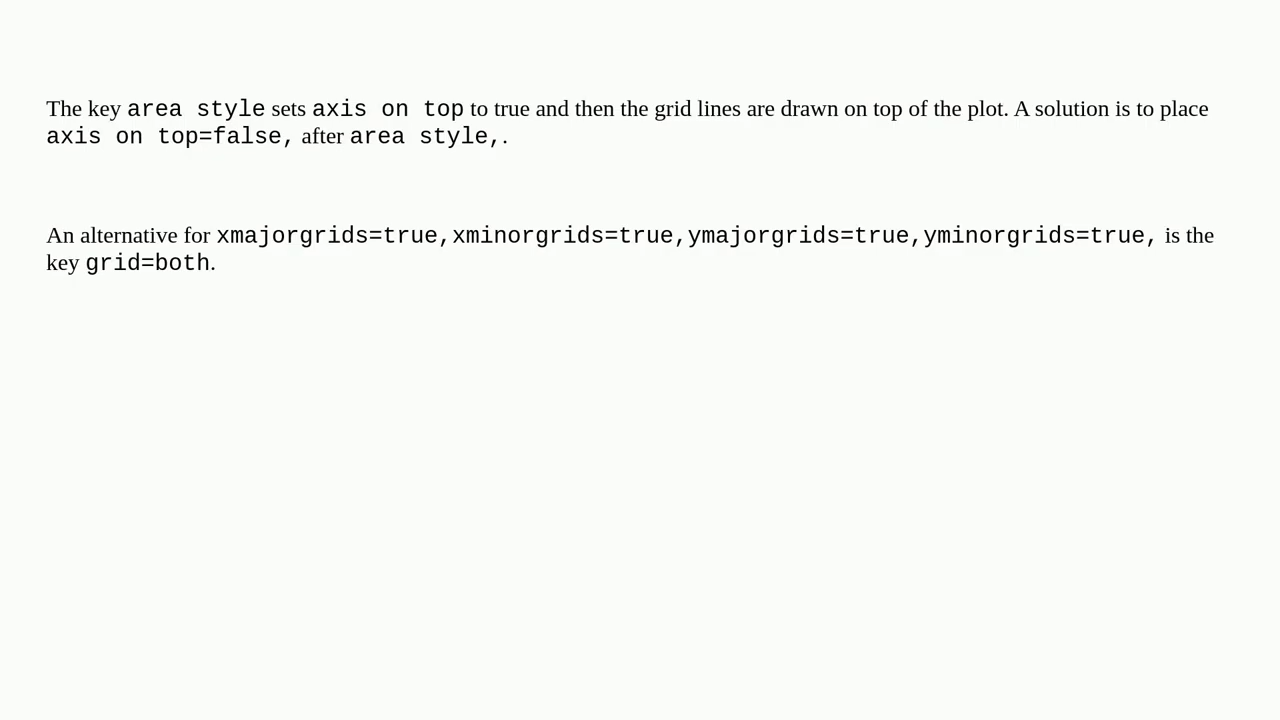 The key area style sets axis on top to true and then the grid lines are drawn on top of the plot. A solution is to place
axis on top=false, after area style,.
An alternative for xmajorgrids=true,xminorgrids=true,ymajorgrids=true,yminorgrids=true, is the
key grid=both.